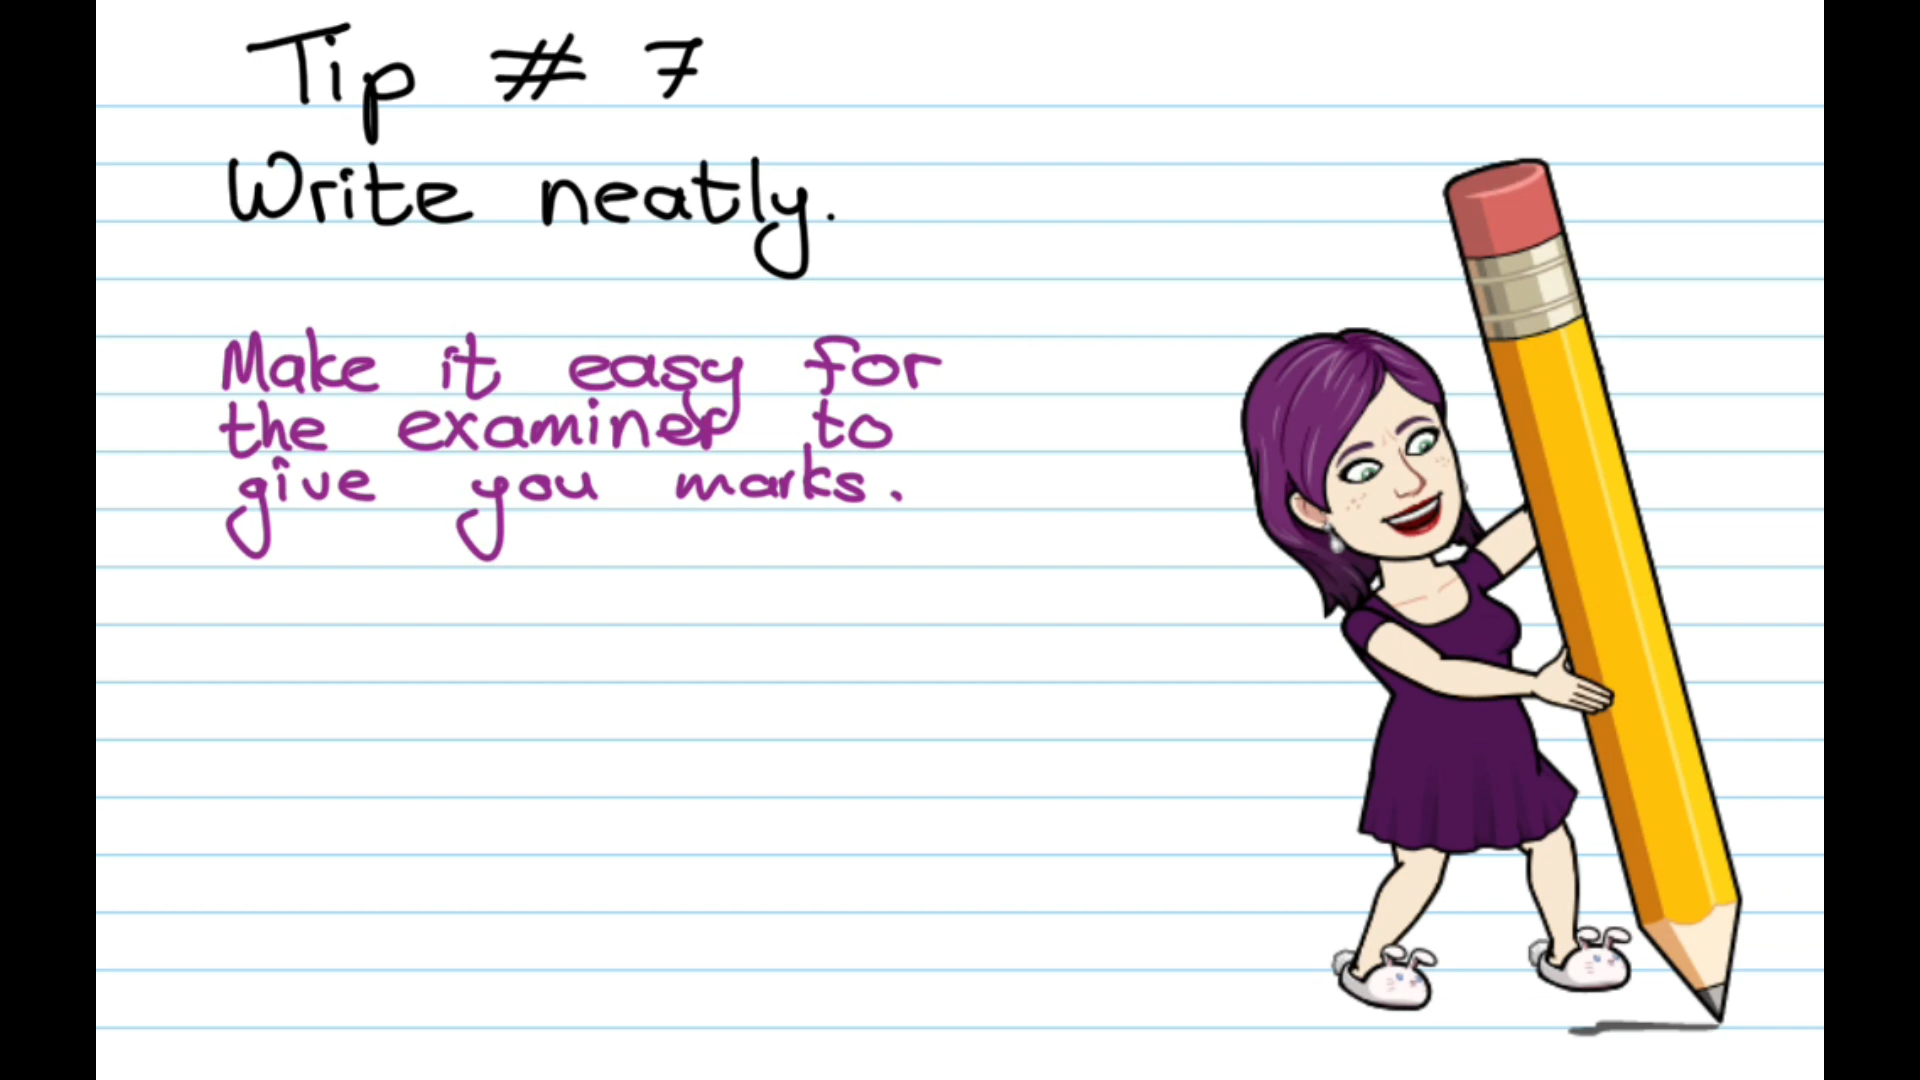 Tip # 7
Write neatly.
Make it easy for
the examiner to
give you marks.